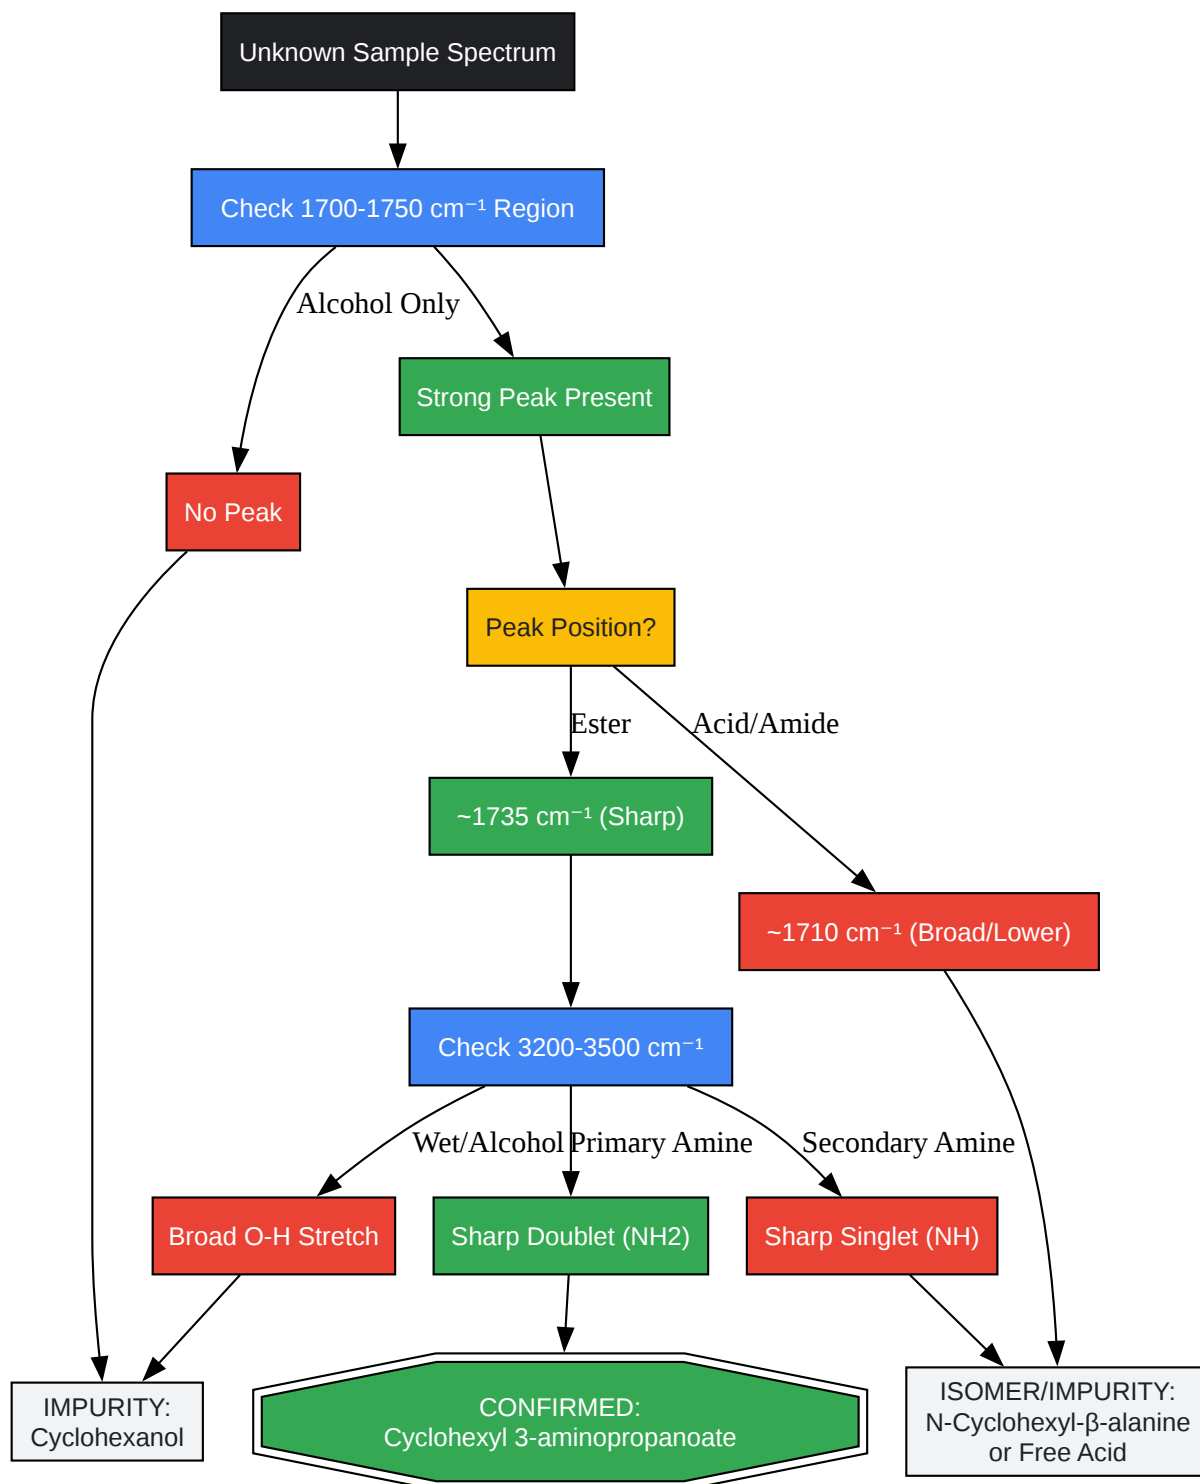 Unknown Sample Spectrum
Check 1700-1750 cm⁻¹ Region
Alcohol Only
Strong Peak Present
No Peak
Peak Position?
Ester
Acid/Amide
~1735 cm⁻¹ (Sharp)
~1710 cm⁻¹ (Broad/Lower)
Check 3200-3500 cm⁻¹
Wet/Alcohol
Primary Amine
Secondary Amine
Broad O-H Stretch
Sharp Doublet (NH2)
Sharp Singlet (NH)
IMPURITY:
Cyclohexanol
CONFIRMED:
Cyclohexyl 3-aminopropanoate
ISOMER/IMPURITY:
N-Cyclohexyl-β-alanine
or Free Acid